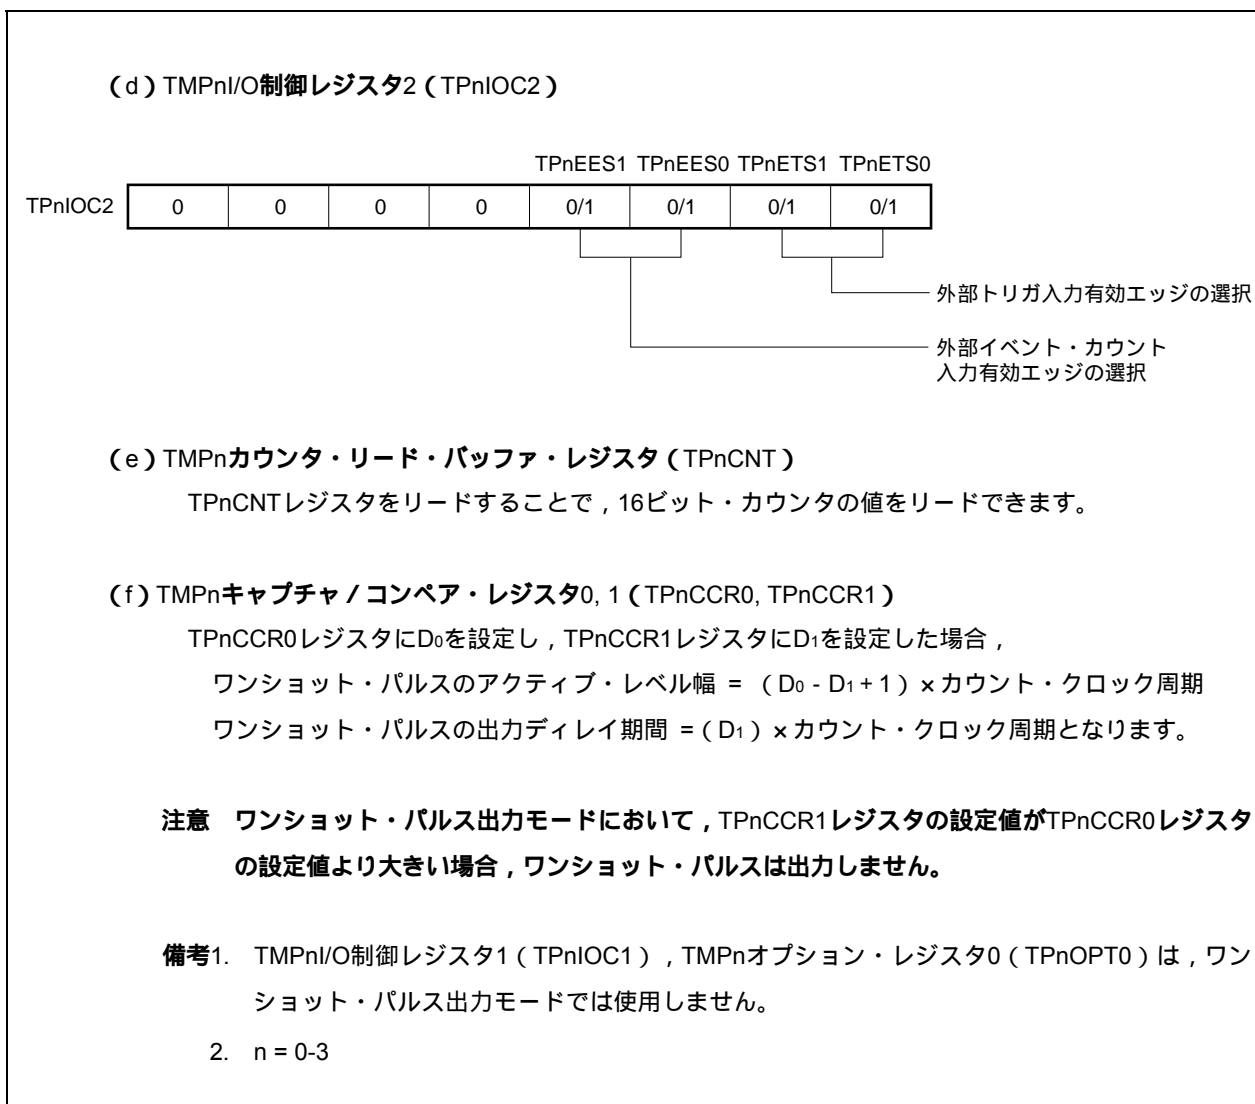 （d）TMPnI/O制御レジスタ2（TPnIOC2）
TPnEES1 TPnEES0 TPnETS1 TPnETS0
TPnIOC2 0 0 0 0 0/1 0/1 0/1 0/1
外部トリガ入力有効エッジの選択
外部イベント・カウント
入力有効エッジの選択
（e）TMPnカウンタ・リード・バッファ・レジスタ（TPnCNT）
TPnCNTレジスタをリードすることで，16ビット・カウンタの値をリードできます。
（f）TMPnキャプチャ／コンペア・レジスタ0, 1（TPnCCR0, TPnCCR1）
TPnCCR0レジスタにD0を設定し，TPnCCR1レジスタにD1を設定した場合，
ワンショット・パルスのアクティブ・レベル幅 = （D0 - D1 + 1）×カウント・クロック周期
ワンショット・パルスの出力ディレイ期間 =（D1）×カウント・クロック周期となります。
注意 ワンショット・パルス出力モードにおいて，TPnCCR1レジスタの設定値がTPnCCR0レジスタ
の設定値より大きい場合，ワンショット・パルスは出力しません。
備考1. TMPnI/O制御レジスタ1（TPnIOC1），TMPnオプション・レジスタ0（TPnOPT0）は，ワン
ショット・パルス出力モードでは使用しません。
2. n = 0-3